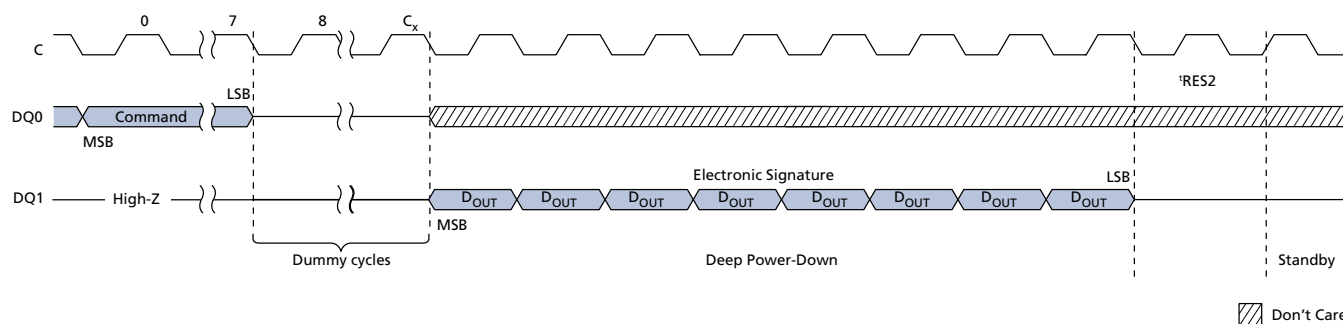 0 7 8 Cx
C
tRES2
LSB
DQ0 Command
MSB
Electronic Signature LSB
DQ1 High-Z DOUT DOUT DOUT DOUT DOUT DOUT DOUT DOUT
MSB
Dummy cycles Deep Power-Down Standby
Don't Care